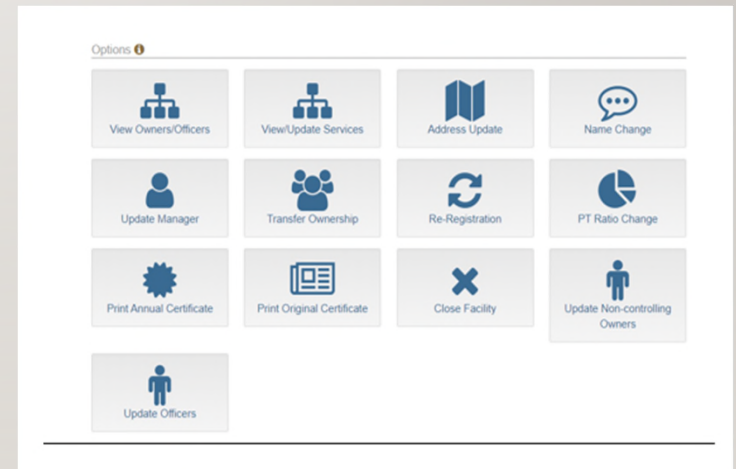 Options
View Owners/Officers
View/Update Services
Address Update
Name Change
Update Manager
Transfer Ownership
Re-Registration
PT Ratio Change
Print Annual Certificate
Print Original Certificate
Close Facility
Update Non-controlling
Owners
Update Officers